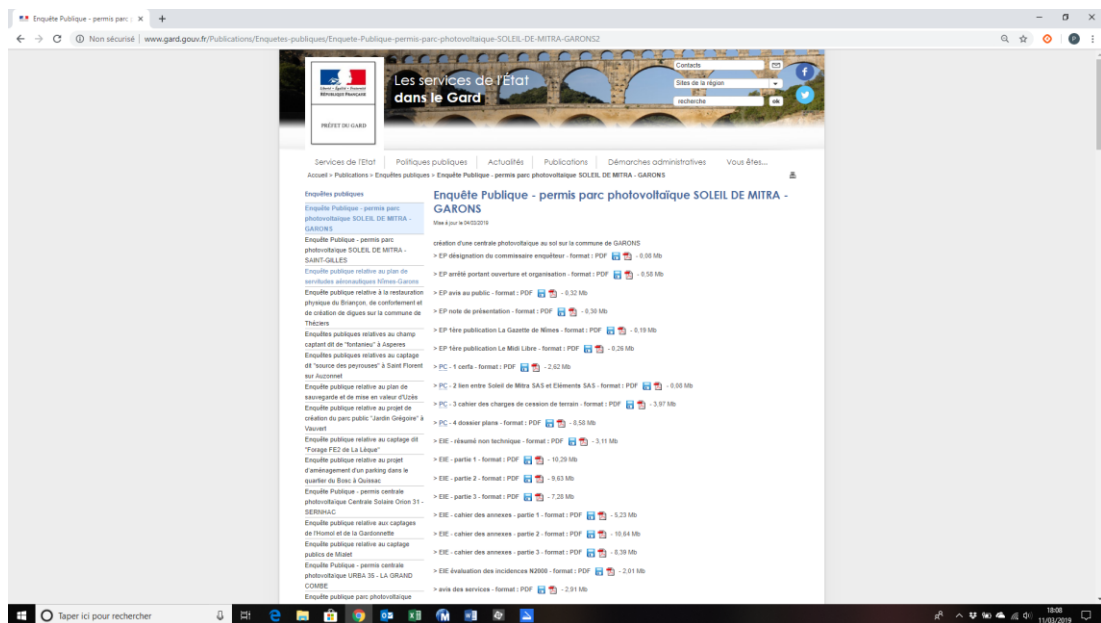 Enquête Publique - permis parc p
Non sécurisé | www.gard.gouv.fr/Publications/Enquetes-publiques/Enquete-Publique-permis-parc-photovoltaique-SOLEIL-DE-MITRA-GARONS2
Liberté • Égalité • Fraternité
RÉPUBLIQUE FRANÇAISE
PRÉFET DU GARD
Les services de l'État
dans le Gard
Contacts
Sites de la région
recherche ok
Services de l'Etat Politiques publiques Actualités Publications Démarches administratives Vous êtes...
Accueil > Publications > Enquêtes publiques > Enquête Publique - permis parc photovoltaïque SOLEIL DE MITRA - GARONS
Enquêtes publiques
Enquête Publique - permis parc
photovoltaïque SOLEIL DE MITRA -
GARONS
Enquête Publique - permis parc
photovoltaïque SOLEIL DE MITRA -
SAINT-GILLES
Enquête publique relative au plan de
servitudes aéronautiques Nîmes-Garons
Enquête publique relative à la restauration
physique du Briançon, de confortement et
de création de digues sur la commune de
Théziers
Enquêtes publiques relatives au champ
captant dit de "fontanieu" à Asperes
Enquêtes publiques relatives au captage
dit "source des peyrouses" à Saint Florent
sur Auzonnet
Enquête publique relative au plan de
sauvegarde et de mise en valeur d'Uzès
Enquête publique relative au projet de
création du parc public "Jardin Grégoire" à
Vauvert
Enquête publique relative au captage dit
"Forage FE2 de La Lèque"
Enquête publique relative au projet
d'aménagement d'un parking dans le
quartier du Bosc à Quissac
Enquête Publique - permis centrale
photovoltaïque Centrale Solaire Orion 31 -
SERNHAC
Enquête publique relative aux captages
de l'Homol et de la Gardonnette
Enquête publique relative au captage
publics de Mialet
Enquête Publique - permis centrale
photovoltaïque URBA 36 - LA GRAND
COMBE
Enquête publique parc photovoltaïque
Enquête Publique - permis parc photovoltaïque SOLEIL DE MITRA -
GARONS
Mise à jour le 04/03/2019
création d'une centrale photovoltaïque au sol sur la commune de GARONS
> EP désignation du commissaire enquêteur - format : PDF - 0,06 Mb
> EP arrêté portant ouverture et organisation - format : PDF - 0,58 Mb
> EP avis au public - format : PDF - 0,32 Mb
> EP note de présentation - format : PDF - 0,30 Mb
> EP 1ère publication La Gazette de Nîmes - format : PDF - 0,19 Mb
> EP 1ère publication Le Midi Libre - format : PDF - 0,26 Mb
> PC - 1 cerfa - format : PDF - 2,62 Mb
> PC - 2 lien entre Soleil de Mitra SAS et Eléments SAS - format : PDF - 0,06 Mb
> PC - 3 cahier des charges de cession de terrain - format : PDF - 3,97 Mb
> PC - 4 dossier plans - format : PDF - 8,58 Mb
> EIE - résumé non technique - format : PDF - 3,11 Mb
> EIE - partie 1 - format : PDF - 10,29 Mb
> EIE - partie 2 - format : PDF - 9,63 Mb
> EIE - partie 3 - format : PDF - 7,28 Mb
> EIE - cahier des annexes - partie 1 - format : PDF - 5,23 Mb
> EIE - cahier des annexes - partie 2 - format : PDF - 10,64 Mb
> EIE - cahier des annexes - partie 3 - format : PDF - 8,39 Mb
> EIE évaluation des incidences N2000 - format : PDF - 2,01 Mb
> avis des services - format : PDF - 2,91 Mb
Taper ici pour rechercher
18:08
11/03/2019